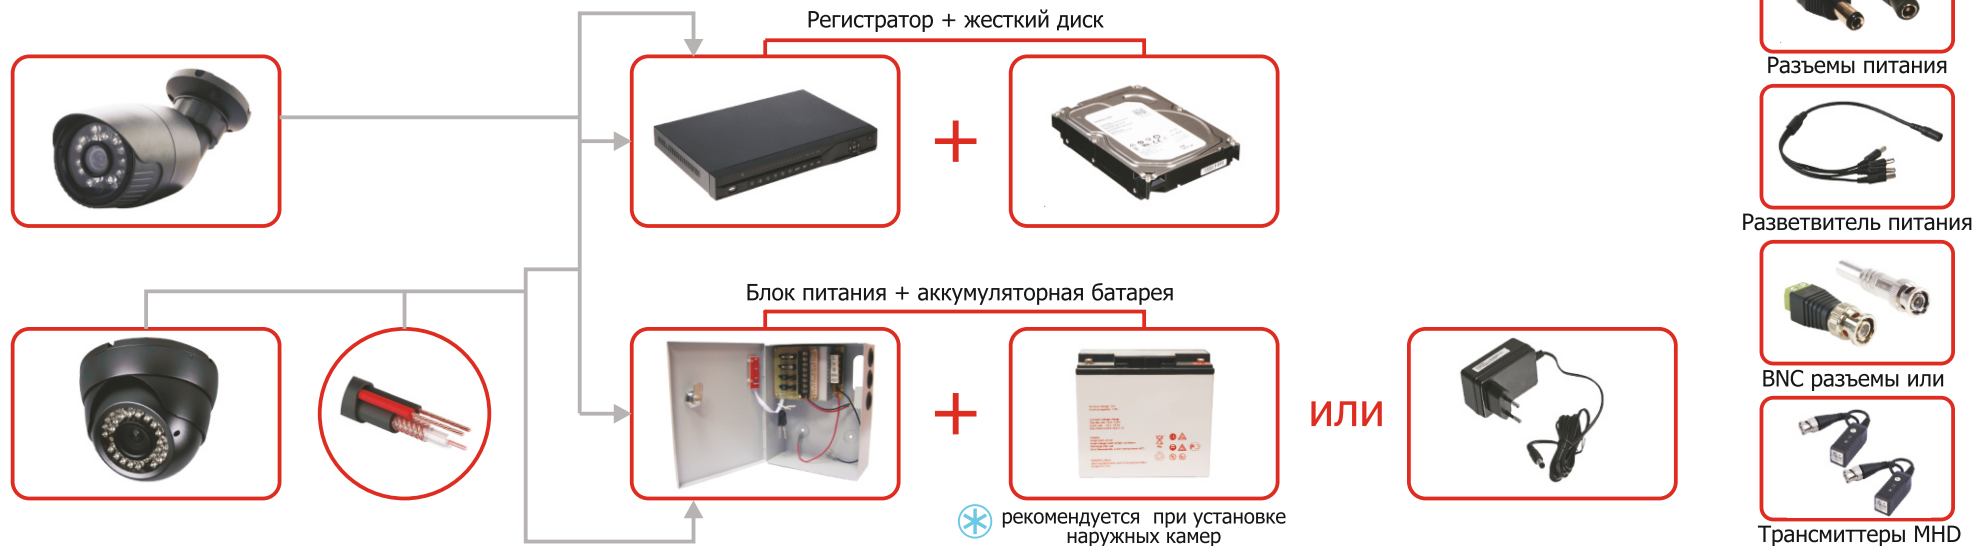 Регистратор + жесткий диск
Разъемы питания
Разветвитель питания
Блок питания + аккумуляторная батарея
или
BNC разъемы или
рекомендуется при установке
наружных камер
Трансмиттеры MHD